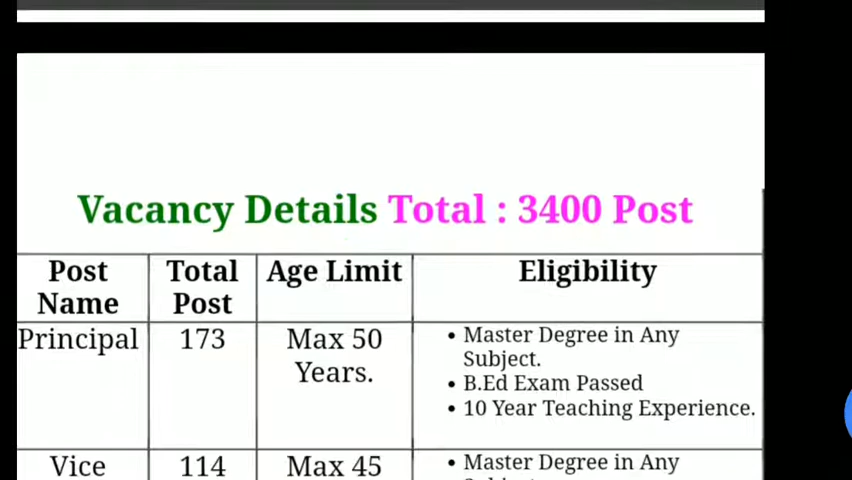 Vacancy Details Total : 3400 Post
Post Name Total Post Age Limit Eligibility
Principal 173 Max 50 Years. • Master Degree in Any Subject.
• B.Ed Exam Passed
• 10 Year Teaching Experience.
Vice 114 Max 45 • Master Degree in Any